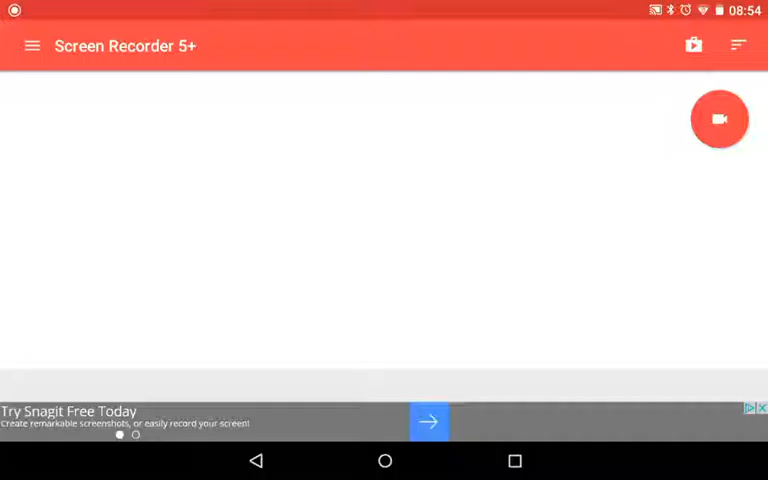 08:54
Screen Recorder 5+
Try Snagit Free Today
Create remarkable screenshots, or easily record your screen!